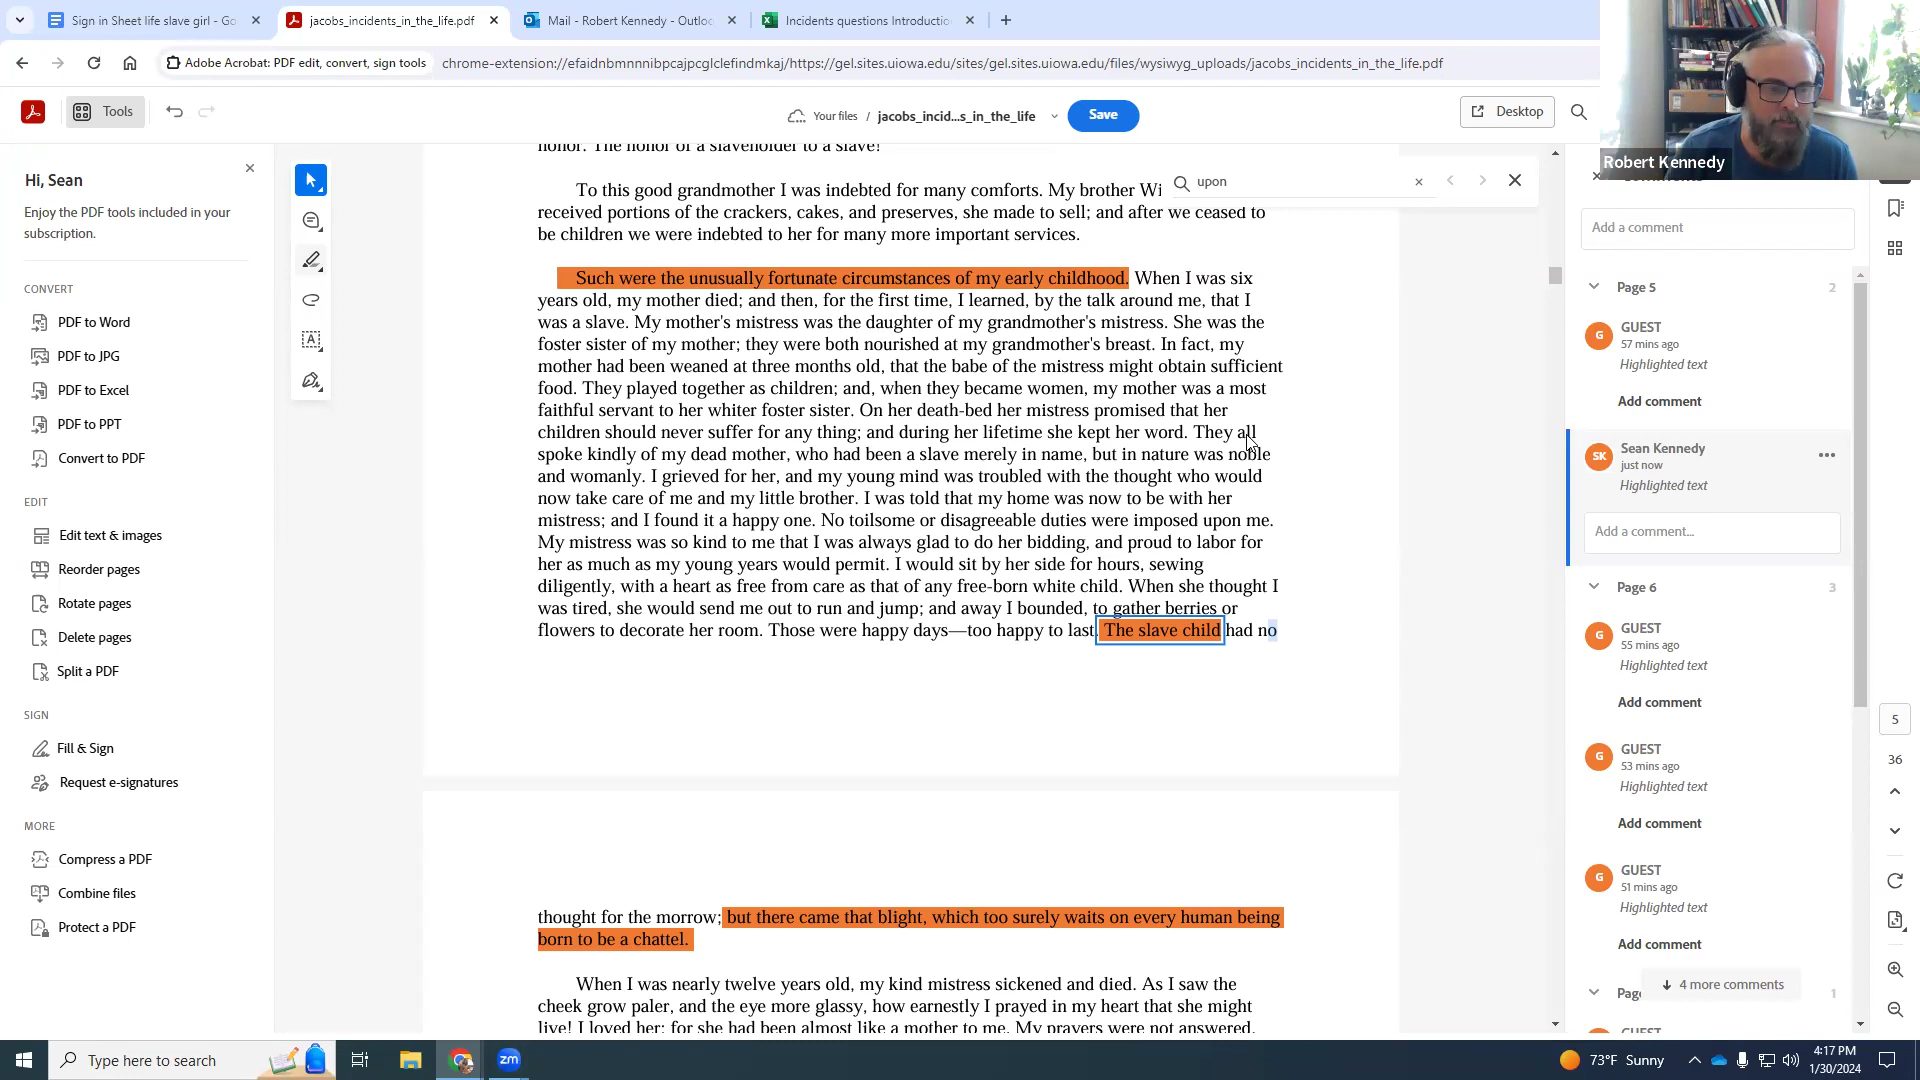 Sign in Sheet life slave girl - Go
jacobs_incidents_in_the_life.pdf
Mail - Robert Kennedy - Outlo
Incidents questions Introductio
Adobe Acrobat: PDF edit, convert, sign tools
chrome-extension://efaidnbmnnnibpcajpcglclefindmkaj/https://gel.sites.uiowa.edu/sites/gel.sites.uiowa.edu/files/wysiwyg_uploads/jacobs_incidents_in_the_life.pdf
Tools
Your files / jacobs_incid...s_in_the_life
Save
Desktop
Robert Kennedy
Hi, Sean
Enjoy the PDF tools included in your
subscription.
CONVERT
PDF to Word
PDF to JPG
PDF to Excel
PDF to PPT
Convert to PDF
EDIT
Edit text & images
Reorder pages
Rotate pages
Delete pages
Split a PDF
SIGN
Fill & Sign
Request e-signatures
MORE
Compress a PDF
Combine files
Protect a PDF
upon
honor. The honor of a slaveholder to a slave!
To this good grandmother I was indebted for many comforts. My brother Wi
received portions of the crackers, cakes, and preserves, she made to sell; and after we ceased to
be children we were indebted to her for many more important services.
Such were the unusually fortunate circumstances of my early childhood. When I was six
years old, my mother died; and then, for the first time, I learned, by the talk around me, that I
was a slave. My mother's mistress was the daughter of my grandmother's mistress. She was the
foster sister of my mother; they were both nourished at my grandmother's breast. In fact, my
mother had been weaned at three months old, that the babe of the mistress might obtain sufficient
food. They played together as children; and, when they became women, my mother was a most
faithful servant to her whiter foster sister. On her death-bed her mistress promised that her
children should never suffer for any thing; and during her lifetime she kept her word. They all
spoke kindly of my dead mother, who had been a slave merely in name, but in nature was noble
and womanly. I grieved for her, and my young mind was troubled with the thought who would
now take care of me and my little brother. I was told that my home was now to be with her
mistress; and I found it a happy one. No toilsome or disagreeable duties were imposed upon me.
My mistress was so kind to me that I was always glad to do her bidding, and proud to labor for
her as much as my young years would permit. I would sit by her side for hours, sewing
diligently, with a heart as free from care as that of any free-born white child. When she thought I
was tired, she would send me out to run and jump; and away I bounded, to gather berries or
flowers to decorate her room. Those were happy days—too happy to last. The slave child had no
thought for the morrow; but there came that blight, which too surely waits on every human being
born to be a chattel.
When I was nearly twelve years old, my kind mistress sickened and died. As I saw the
cheek grow paler, and the eye more glassy, how earnestly I prayed in my heart that she might
live! I loved her; for she had been almost like a mother to me. My prayers were not answered.
Add a comment
Page 5
2
G
GUEST
57 mins ago
Highlighted text
Add comment
SK
Sean Kennedy
just now
Highlighted text
Add a comment...
Page 6
3
G
GUEST
55 mins ago
Highlighted text
Add comment
G
GUEST
53 mins ago
Highlighted text
Add comment
G
GUEST
51 mins ago
Highlighted text
Add comment
4 more comments
1
GUEST
5
36
Type here to search
zm
73°F Sunny
4:17 PM
1/30/2024